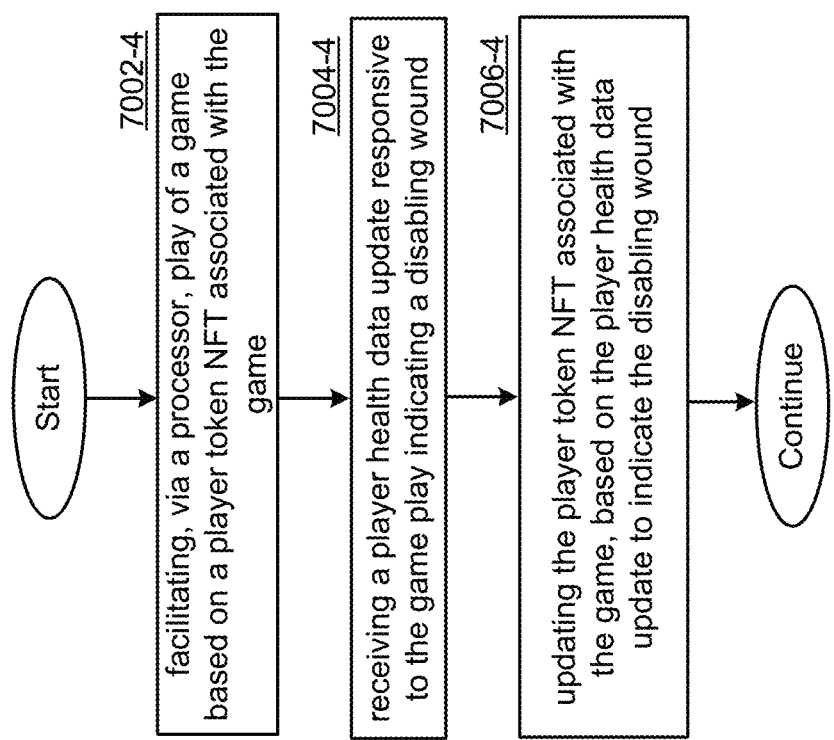 Start
7002-4
facilitating, via a processor, play of a game
based on a player token NFT associated with the
game
7004-4
receiving a player health data update responsive
to the game play indicating a disabling wound
7006-4
updating the player token NFT associated with
the game, based on the player health data
update to indicate the disabling wound
Continue